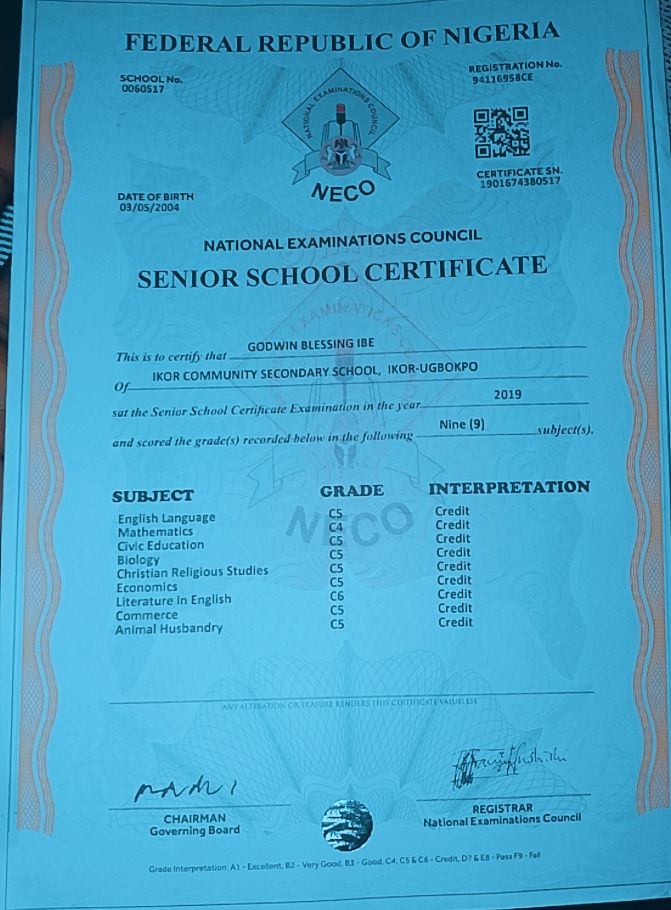 FEDERAL REPUBLIC OF NIGERIA
SCHOOL No.
0060517
REGISTRATION No.
94116958CE
NATIONAL EXAMINATIONS COUNCIL
NECO
CERTIFICATE SN.
1901674380517
DATE OF BIRTH
03/05/2004
NATIONAL EXAMINATIONS COUNCIL
SENIOR SCHOOL CERTIFICATE
This is to certify that GODWIN BLESSING IBE
Of IKOR COMMUNITY SECONDARY SCHOOL, IKOR-UGBOKPO
sat the Senior School Certificate Examination in the year 2019
and scored the grade(s) recorded below in the following Nine (9) subject(s).
SUBJECT GRADE INTERPRETATION
English Language C5 Credit
Mathematics C4 Credit
Civic Education C5 Credit
Biology C5 Credit
Christian Religious Studies C5 Credit
Economics C5 Credit
Literature in English C6 Credit
Commerce C5 Credit
Animal Husbandry C5 Credit
NECO
ANY ALTERATION OR ERASURE RENDERS THIS CERTIFICATE VALUELESS
CHAIRMAN
Governing Board
REGISTRAR
National Examinations Council
Grade Interpretation: A1 - Excellent, B2 - Very Good, B3 - Good, C4, C5 & C6 - Credit, D7 & E8 - Pass F9 - Fail